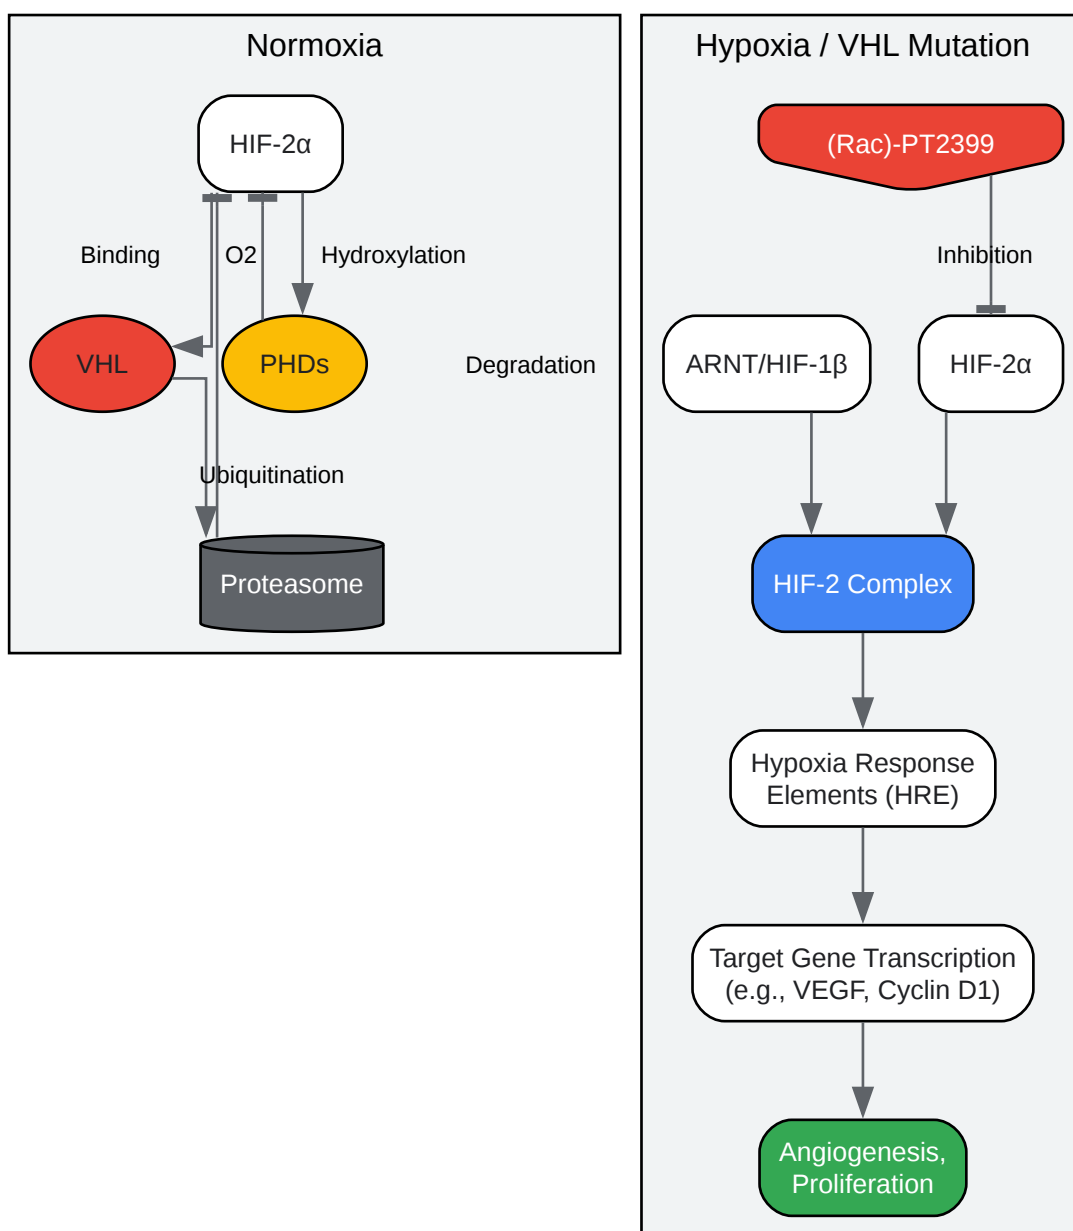 Normoxia
HIF-2α
Binding
O2
Hydroxylation
VHL
PHDs
Degradation
Ubiquitination
Proteasome
Hypoxia / VHL Mutation
(Rac)-PT2399
Inhibition
ARNT/HIF-1β
HIF-2α
HIF-2 Complex
Hypoxia Response
Elements (HRE)
Target Gene Transcription
(e.g., VEGF, Cyclin D1)
Angiogenesis,
Proliferation